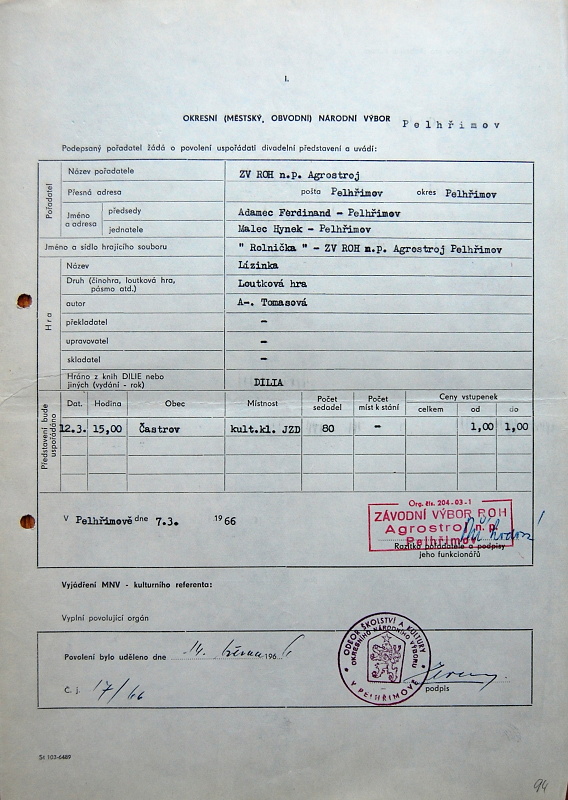 I.
OKRESNÍ (MĚSTSKÝ, OBVODNÍ) NÁRODNÍ VÝBOR Pelhřimov
Podepsaný pořadatel žádá o povolení uspořádati divadelní představení a uvádí:
Pořadatel
Název pořadatele ZV ROH n.p. Agrostroj
Přesná adresa pošta Pelhřimov okres Pelhřimov
Jméno a adresa předsedy Adamec Ferdinand - Pelhřimov
jednatele Malec Hynek - Pelhřimov
Jméno a sídlo hrajícího souboru " Rolnička " - ZV ROH n.p. Agrostroj Pelhřimov
Hra
Název Lízinka
Druh (činohra, loutková hra, pásmo atd.) Loutková hra
autor A-. Tomasová
překladatel -
upravovatel -
skladatel -
Hráno z knih DILIE nebo jiných (vydání - rok) DILIA
Představení bude uspořádáno
Dat. Hodina Obec Místnost Počet sedadel Počet míst k stání Ceny vstupenek
celkem od do
12.3. 15,00 Častrov kult.kl. JZD 80 - 1,00 1,00
V Pelhřimově dne 7.3. 1966
Org. čís. 204-03-1
ZÁVODNÍ VÝBOR ROH
Agrostroj n.p.
Pelhřimov
Razítko pořadatele a podpisy
jeho funkcionářů
Vyjádření MNV - kulturního referenta:
Vyplní povolující orgán
Povolení bylo uděleno dne 14. března 1966
Č. j. 17/66
ODBOR ŠKOLSTVÍ A KULTURY
OKRESNÍHO NÁRODNÍHO VÝBORU
V PELHŘIMOVĚ
podpis
St 103-6489
94